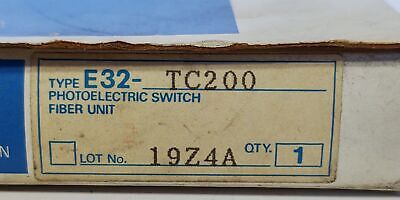 TYPE E32-TC200
PHOTOELECTRIC SWITCH
FIBER UNIT
LOT No. 19Z4A QTY. 1
N